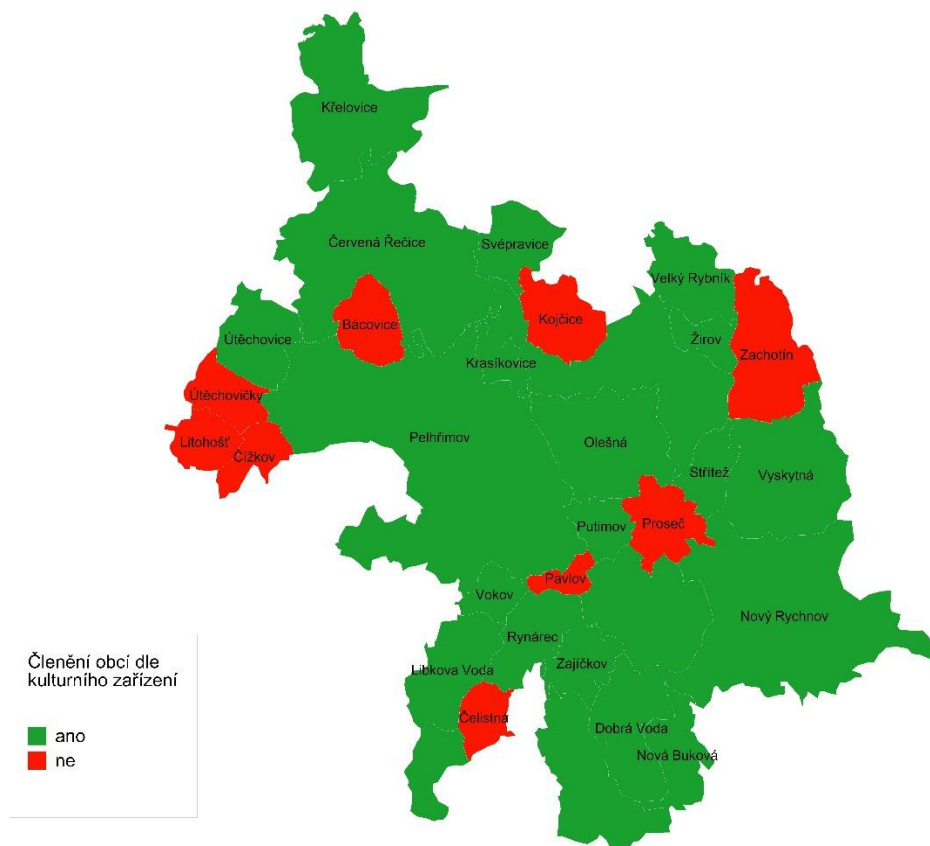 Křelovice
Červená Řečice
Svépravice
Velký Rybník
Bácovice
Kojčice
Útěchovice
Žirov
Zachotín
Krasíkovice
Útěchovičky
Litohošť
Pelhřimov
Olešná
Čížkov
Střítež
Vyskytná
Putimov
Proseč
Pavlov
Vokov
Nový Rychnov
Rynárec
Libkova Voda
Zajíčkov
Čelistná
Dobrá Voda
Nová Buková
Členění obcí dle
kulturního zařízení
ano
ne